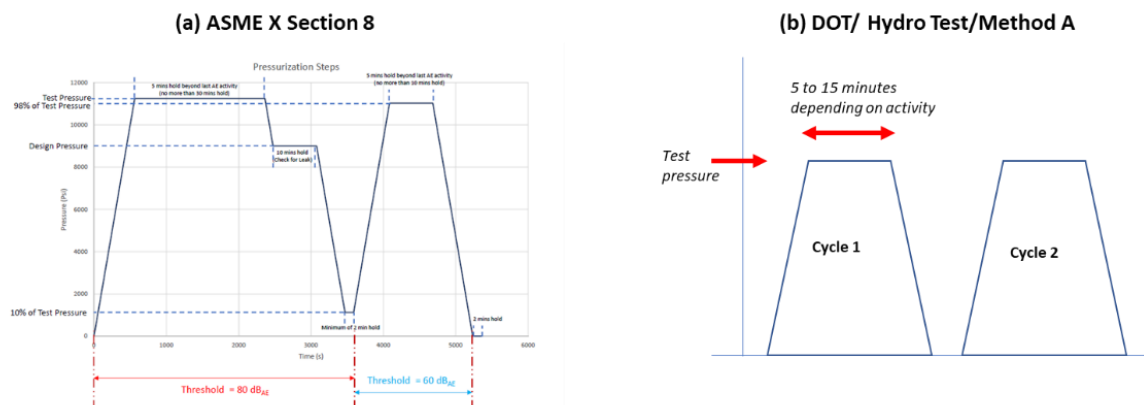 (a) ASME X Section 8
Pressurization Steps
5 mins hold beyond last AE activity
(no more than 30 mins hold)
5 mins hold beyond last AE activity
(no more than 10 mins hold)
12000
Test Pressure
98% of Test Pressure
10000
Design Pressure
10 mins hold
(Check for Leak)
8000
Pressure (Psi)
6000
4000
2000
10% of Test Pressure
Minimum of 2 min hold
2 mins hold
0
0 1000 2000 3000 4000 5000 6000
Time (s)
Threshold = 80 dBAE
Threshold = 60 dBAE
(b) DOT/ Hydro Test/Method A
5 to 15 minutes
depending on activity
Test
pressure
Cycle 1
Cycle 2